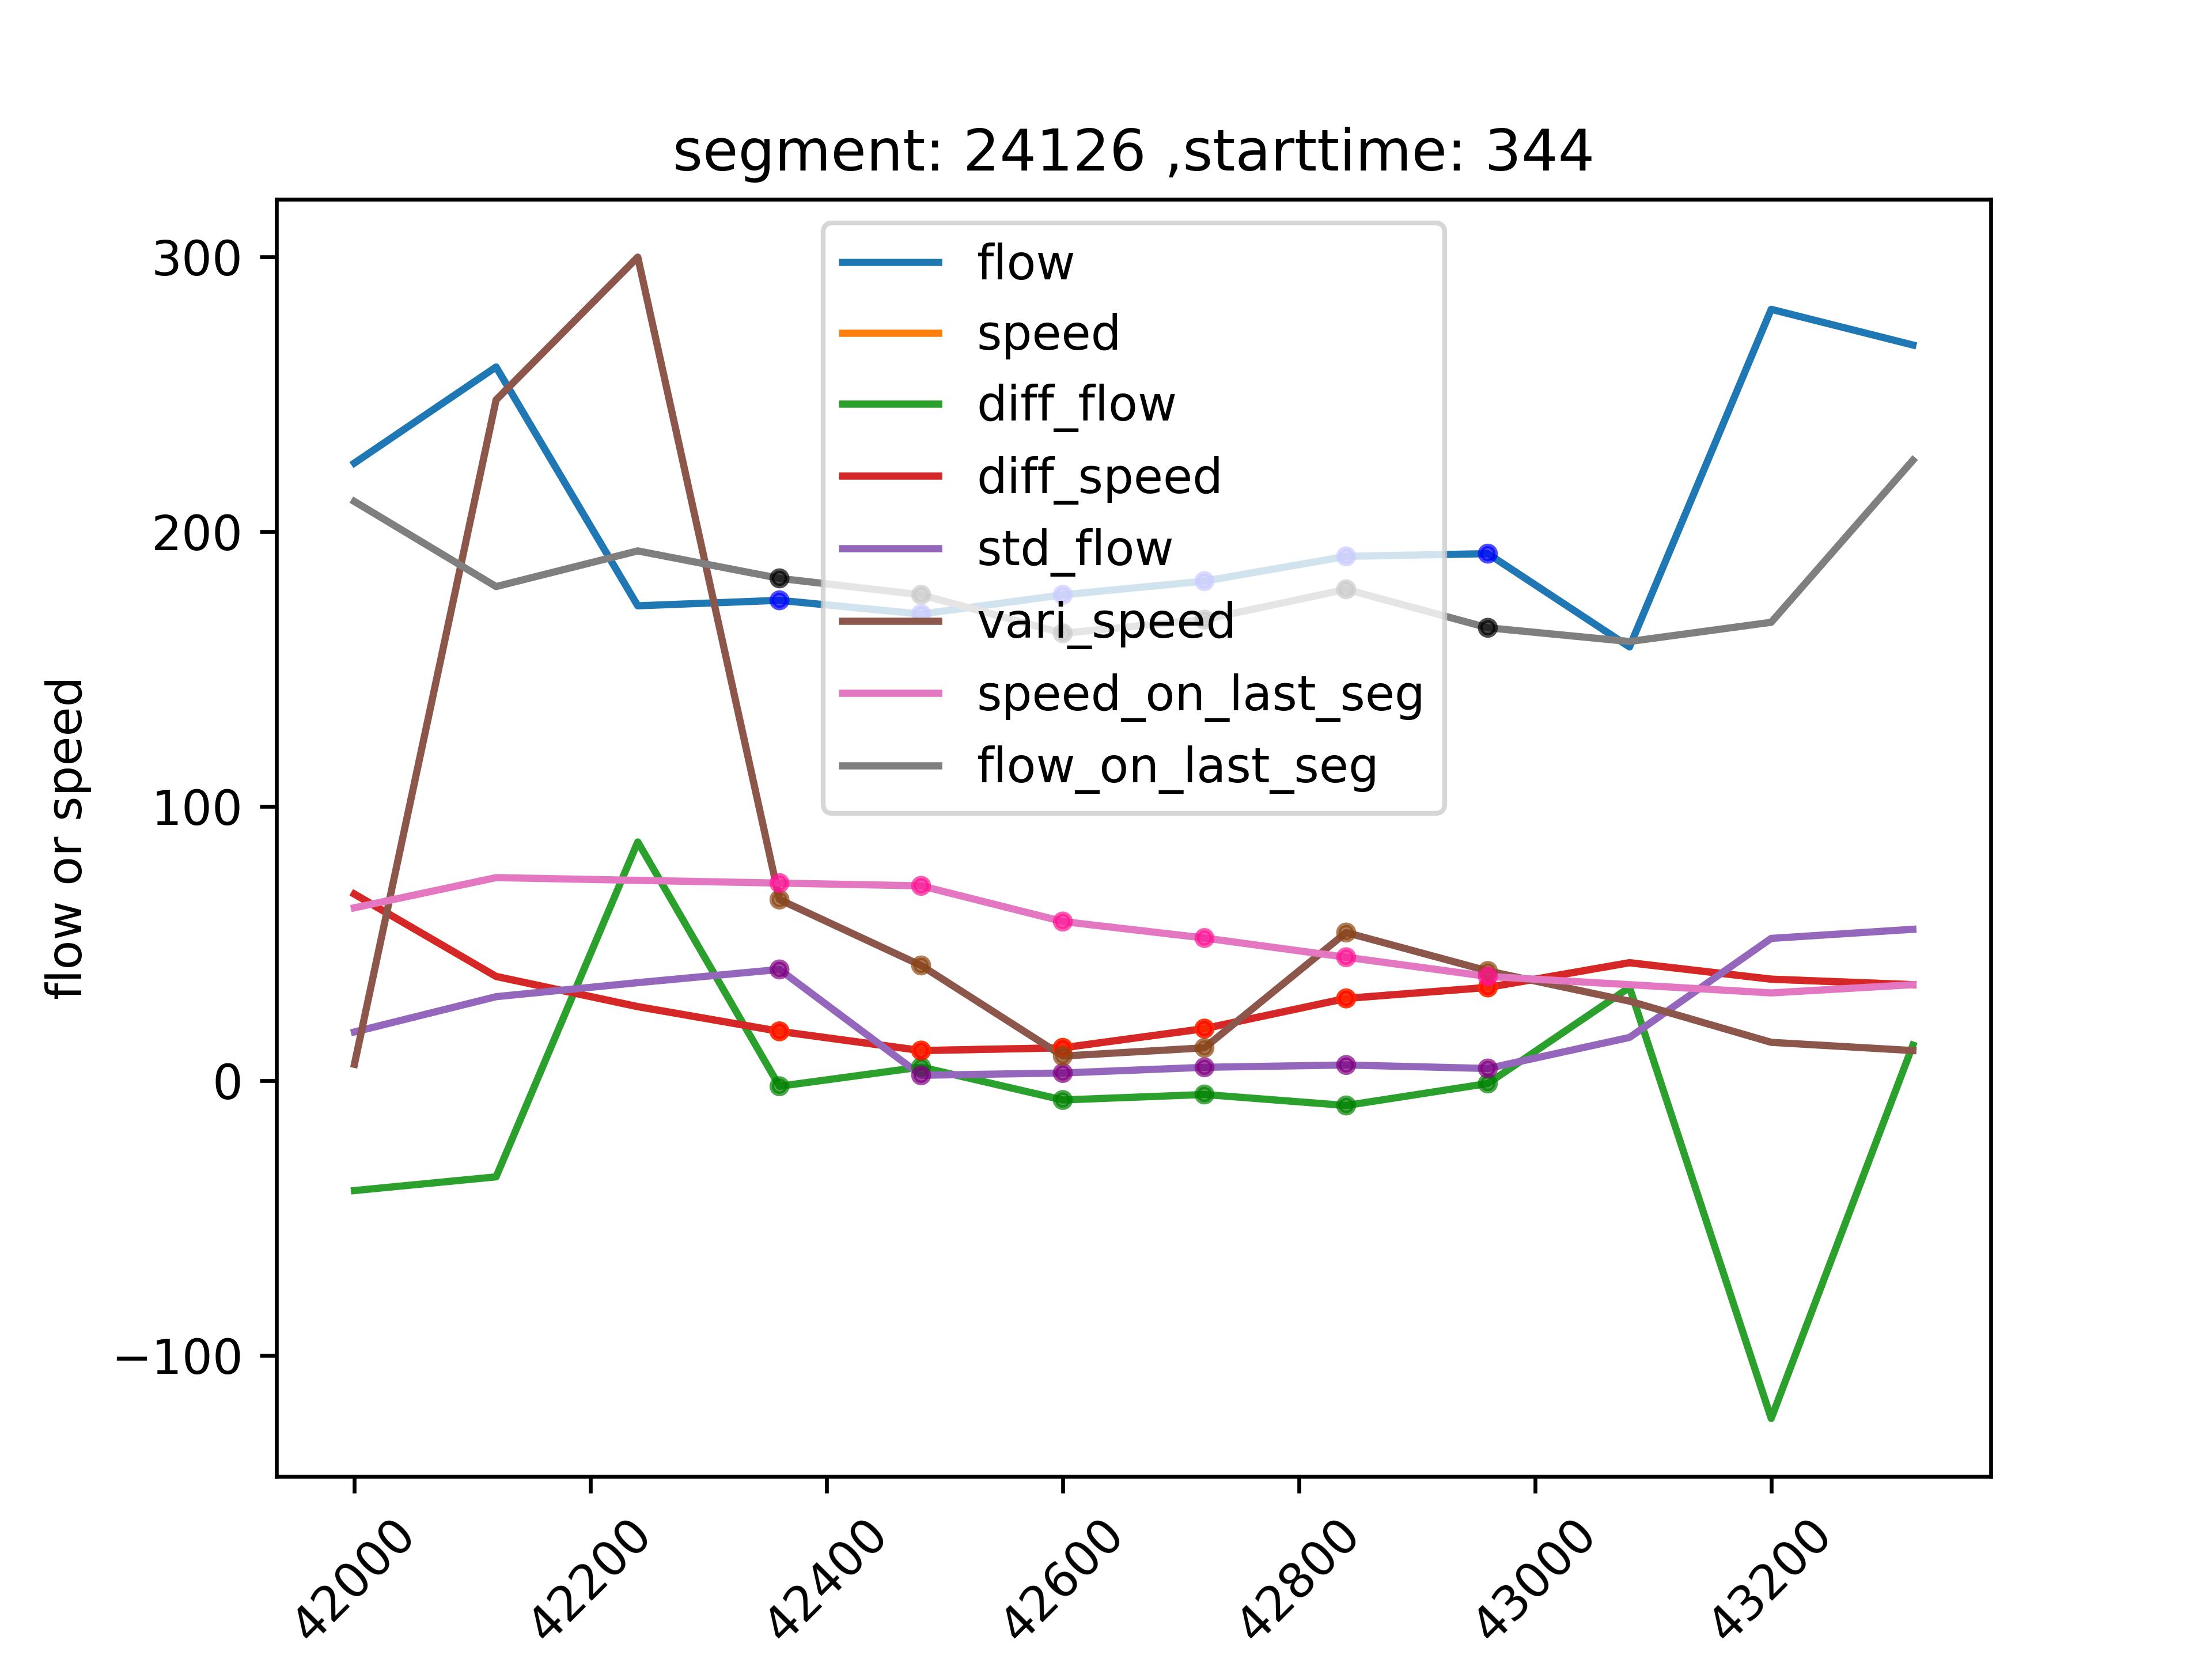 segment: 24126 ,starttime: 344
flow or speed
300
200
100
0
−100
flow
speed
diff_flow
diff_speed
std_flow
vari_speed
speed_on_last_seg
flow_on_last_seg
42000
42200
42400
42600
42800
43000
43200